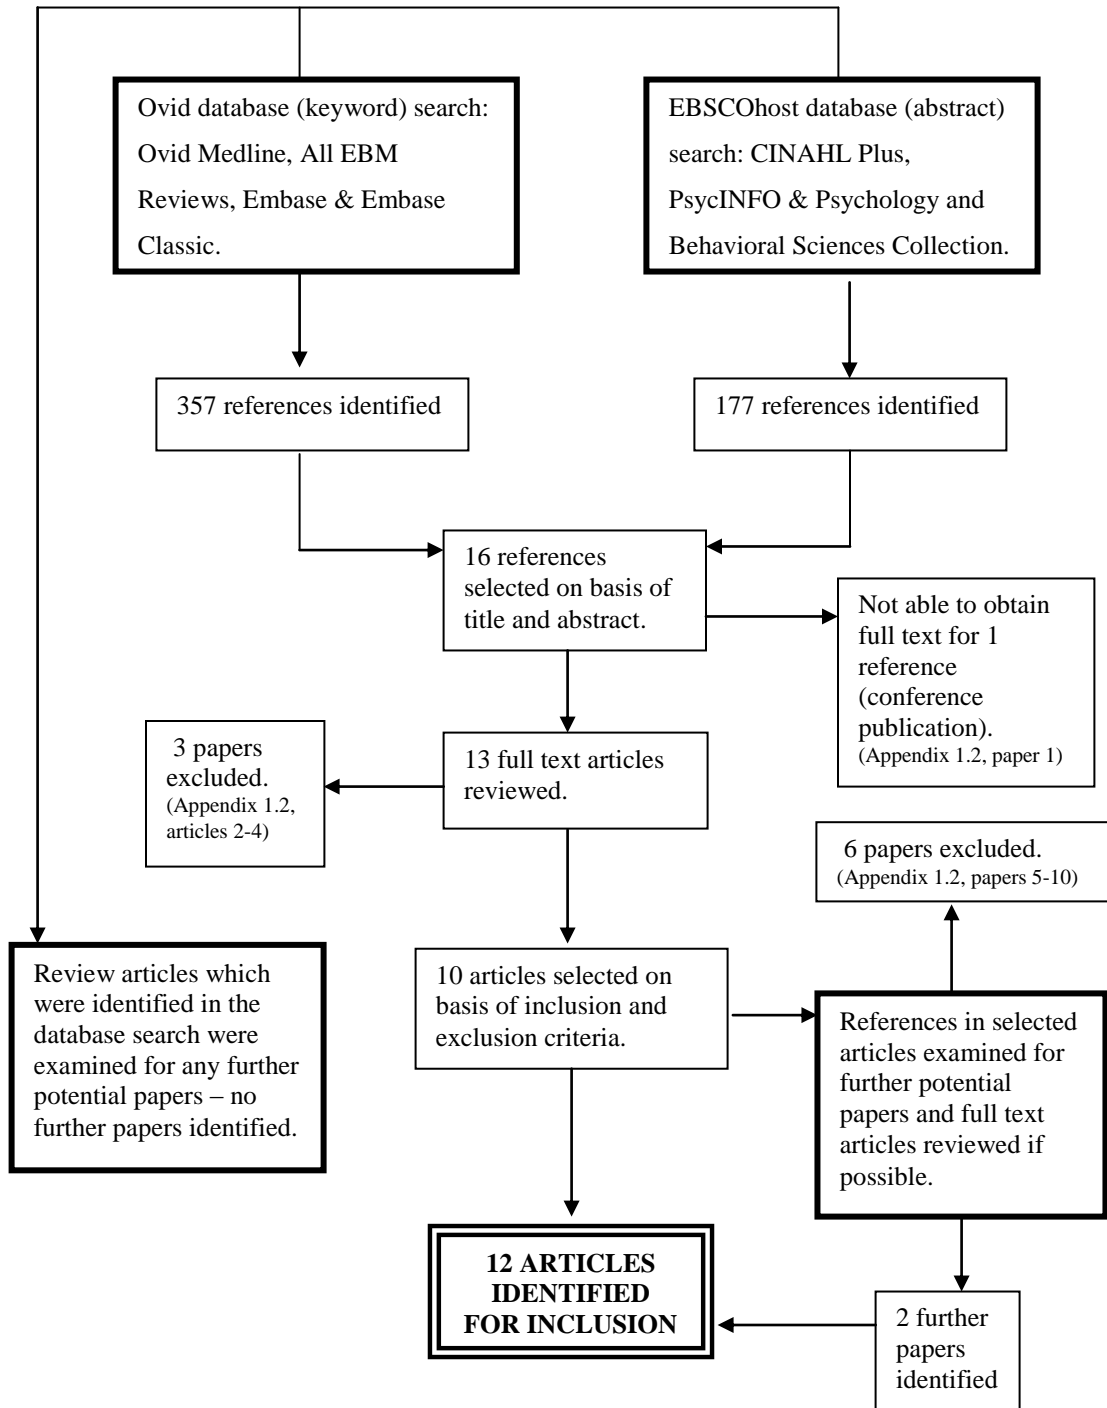 Ovid database (keyword) search:
Ovid Medline, All EBM
Reviews, Embase & Embase
Classic.
EBSCOhost database (abstract)
search: CINAHL Plus,
PsycINFO & Psychology and
Behavioral Sciences Collection.
357 references identified
177 references identified
16 references
selected on basis of
title and abstract.
Not able to obtain
full text for 1
reference
(conference
publication).
(Appendix 1.2, paper 1)
3 papers
excluded.
(Appendix 1.2,
articles 2-4)
13 full text articles
reviewed.
6 papers excluded.
(Appendix 1.2, papers 5-10)
Review articles which
were identified in the
database search were
examined for any further
potential papers – no
further papers identified.
10 articles selected on
basis of inclusion and
exclusion criteria.
References in selected
articles examined for
further potential
papers and full text
articles reviewed if
possible.
12 ARTICLES
IDENTIFIED
FOR INCLUSION
2 further
papers
identified